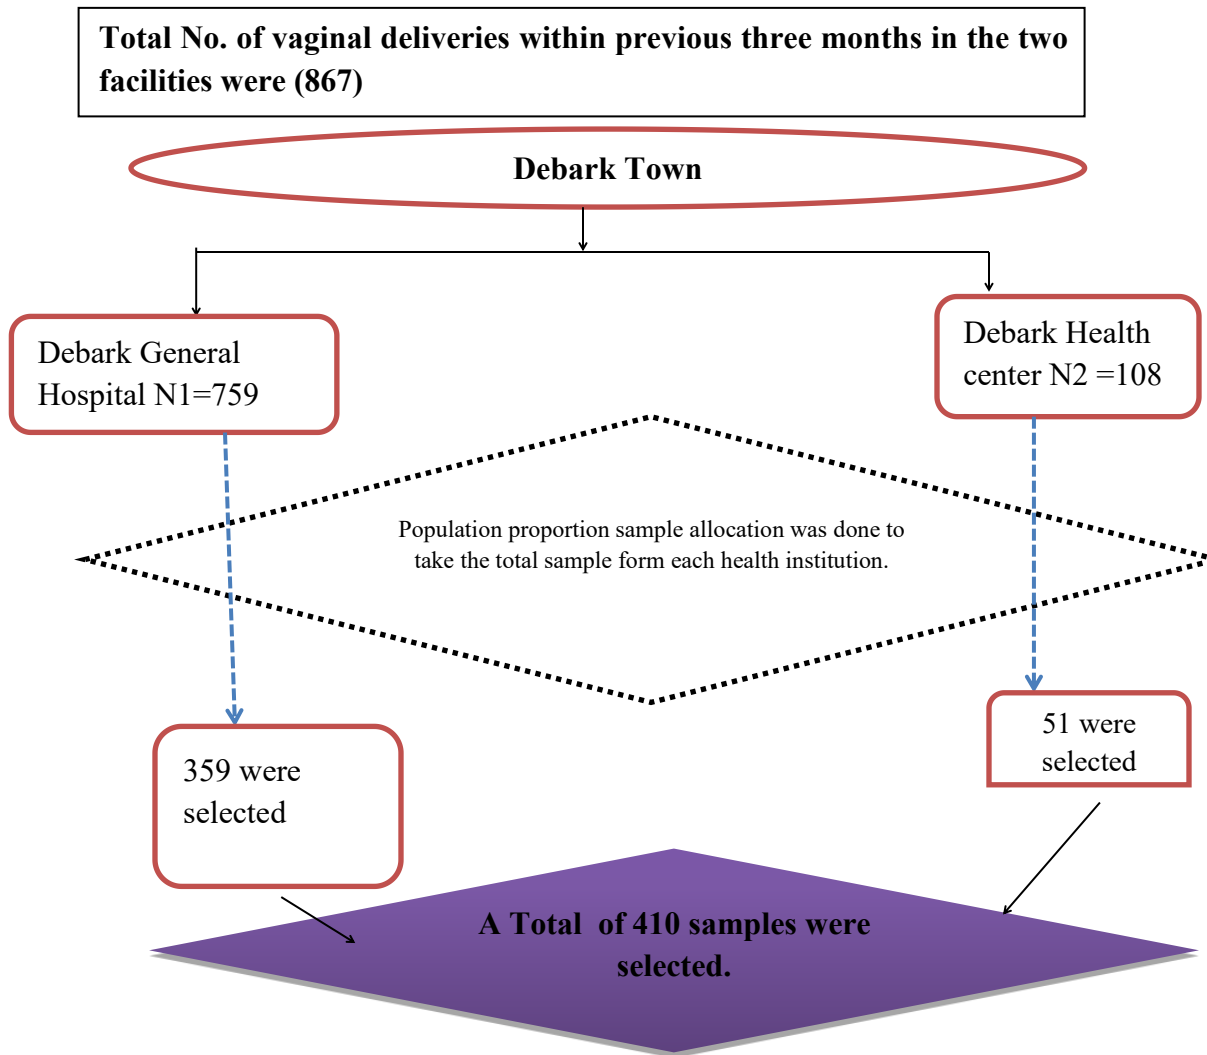 Total No. of vaginal deliveries within previous three months in the two
facilities were (867)
Debark Town
Debark General
Hospital N1=759
Debark Health
center N2 =108
Population proportion sample allocation was done to
take the total sample form each health institution.
359 were
selected
51 were
selected
A Total of 410 samples were
selected.